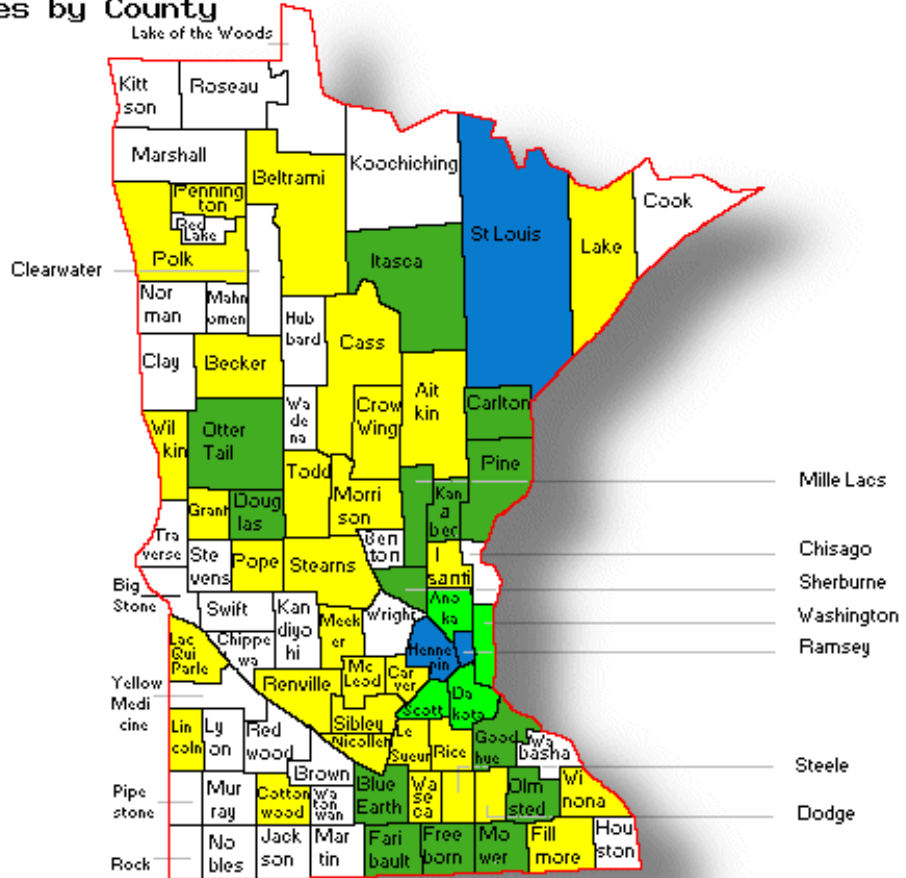 es by County
Lake of the Woods
Kitt
son
Roseau
Marshall
Beltrami
Koochiching
Cook
Penning
ton
Red
Lake
Polk
St Louis
Lake
Itasca
Clearwater
Nor
man
Mahn
omen
Hub
bard
Cass
Clay
Becker
Ait
kin
Wa
de
na
Crow
Wing
Carlton
Wil
kin
Otter
Tail
Pine
Todd
Mille Lacs
Grant
Doug
las
Morri
son
Kan
a
bec
Tra
verse
Ste
vens
Pope
Stearns
Ben
ton
I
santi
Chisago
Big
Stone
Sherburne
Swift
Kan
diyo
hi
Meek
er
Wright
Ano
ka
Washington
Lac
Qui
Parle
Chippe
wa
Henne
pin
Ramsey
Yellow
Medi
cine
Renville
Mc
Leod
Car
ver
Scott
Da
kota
Lin
coln
Ly
on
Red
wood
Sibley
Nicollet
Le
Sueur
Rice
Good
hue
Wa
basha
Brown
Steele
Pipe
stone
Mur
ray
Cotton
wood
Wa
ton
wan
Blue
Earth
Wa
se
ca
Olm
sted
Wi
nona
Dodge
Rock
No
bles
Jack
son
Mar
tin
Fari
bault
Free
born
Mo
wer
Fill
more
Hou
ston